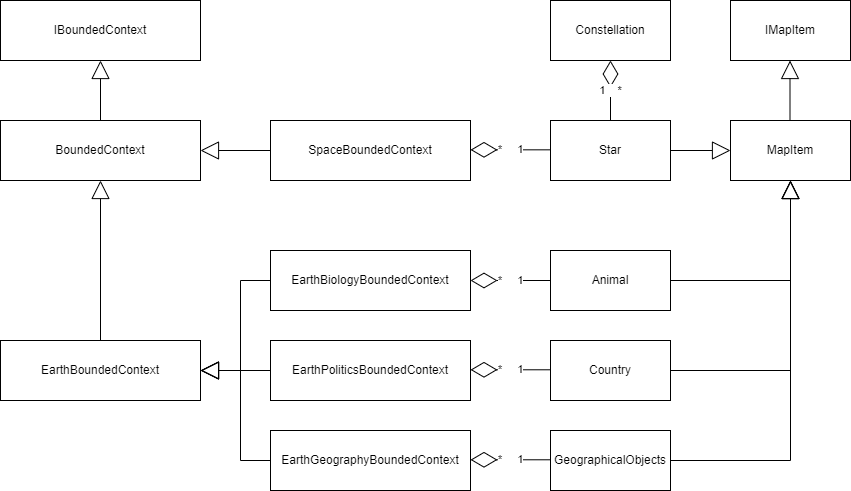 IBoundedContext
Constellation
IMapItem
1 *
BoundedContext
SpaceBoundedContext
* 1
Star
MapItem
EarthBiologyBoundedContext
* 1
Animal
EarthBoundedContext
EarthPoliticsBoundedContext
* 1
Country
EarthGeographyBoundedContext
* 1
GeographicalObjects